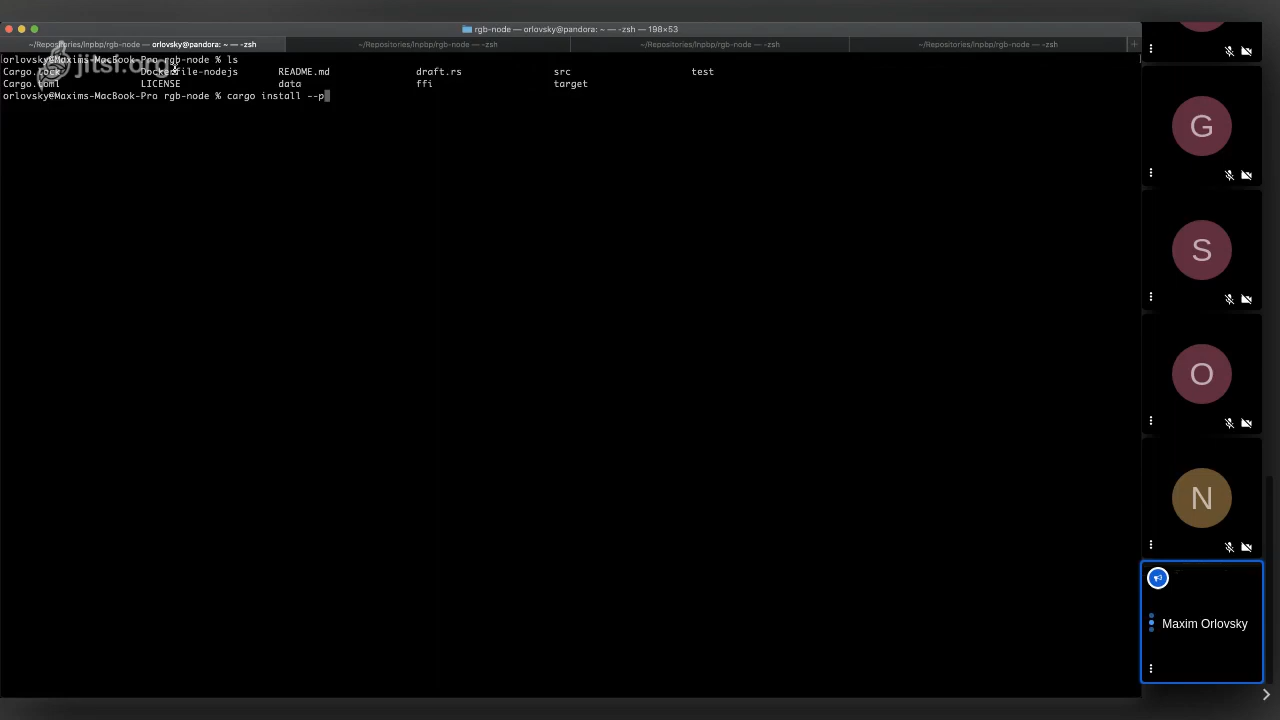 rgb-node — orlovsky@pandora: ~ — -zsh — 198×53
~/Repositories/lnpbp/rgb-node — orlovsky@pandora: ~ — -zsh
~/Repositories/lnpbp/rgb-node — -zsh
~/Repositories/lnpbp/rgb-node — -zsh
~/Repositories/lnpbp/rgb-node — -zsh
jitsi.org
orlovsky@Maxims-MacBook-Pro rgb-node % ls
Cargo.lock Dockerfile-nodejs README.md draft.rs src test
Cargo.toml LICENSE data ffi target
orlovsky@Maxims-MacBook-Pro rgb-node % cargo install --p
G
S
O
N
Maxim Orlovsky